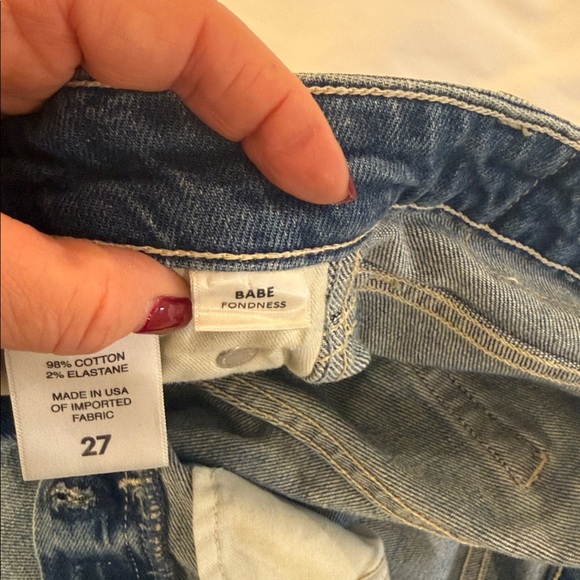 BABE
FONDNESS
98% COTTON
2% ELASTANE
MADE IN USA
OF IMPORTED
FABRIC
27